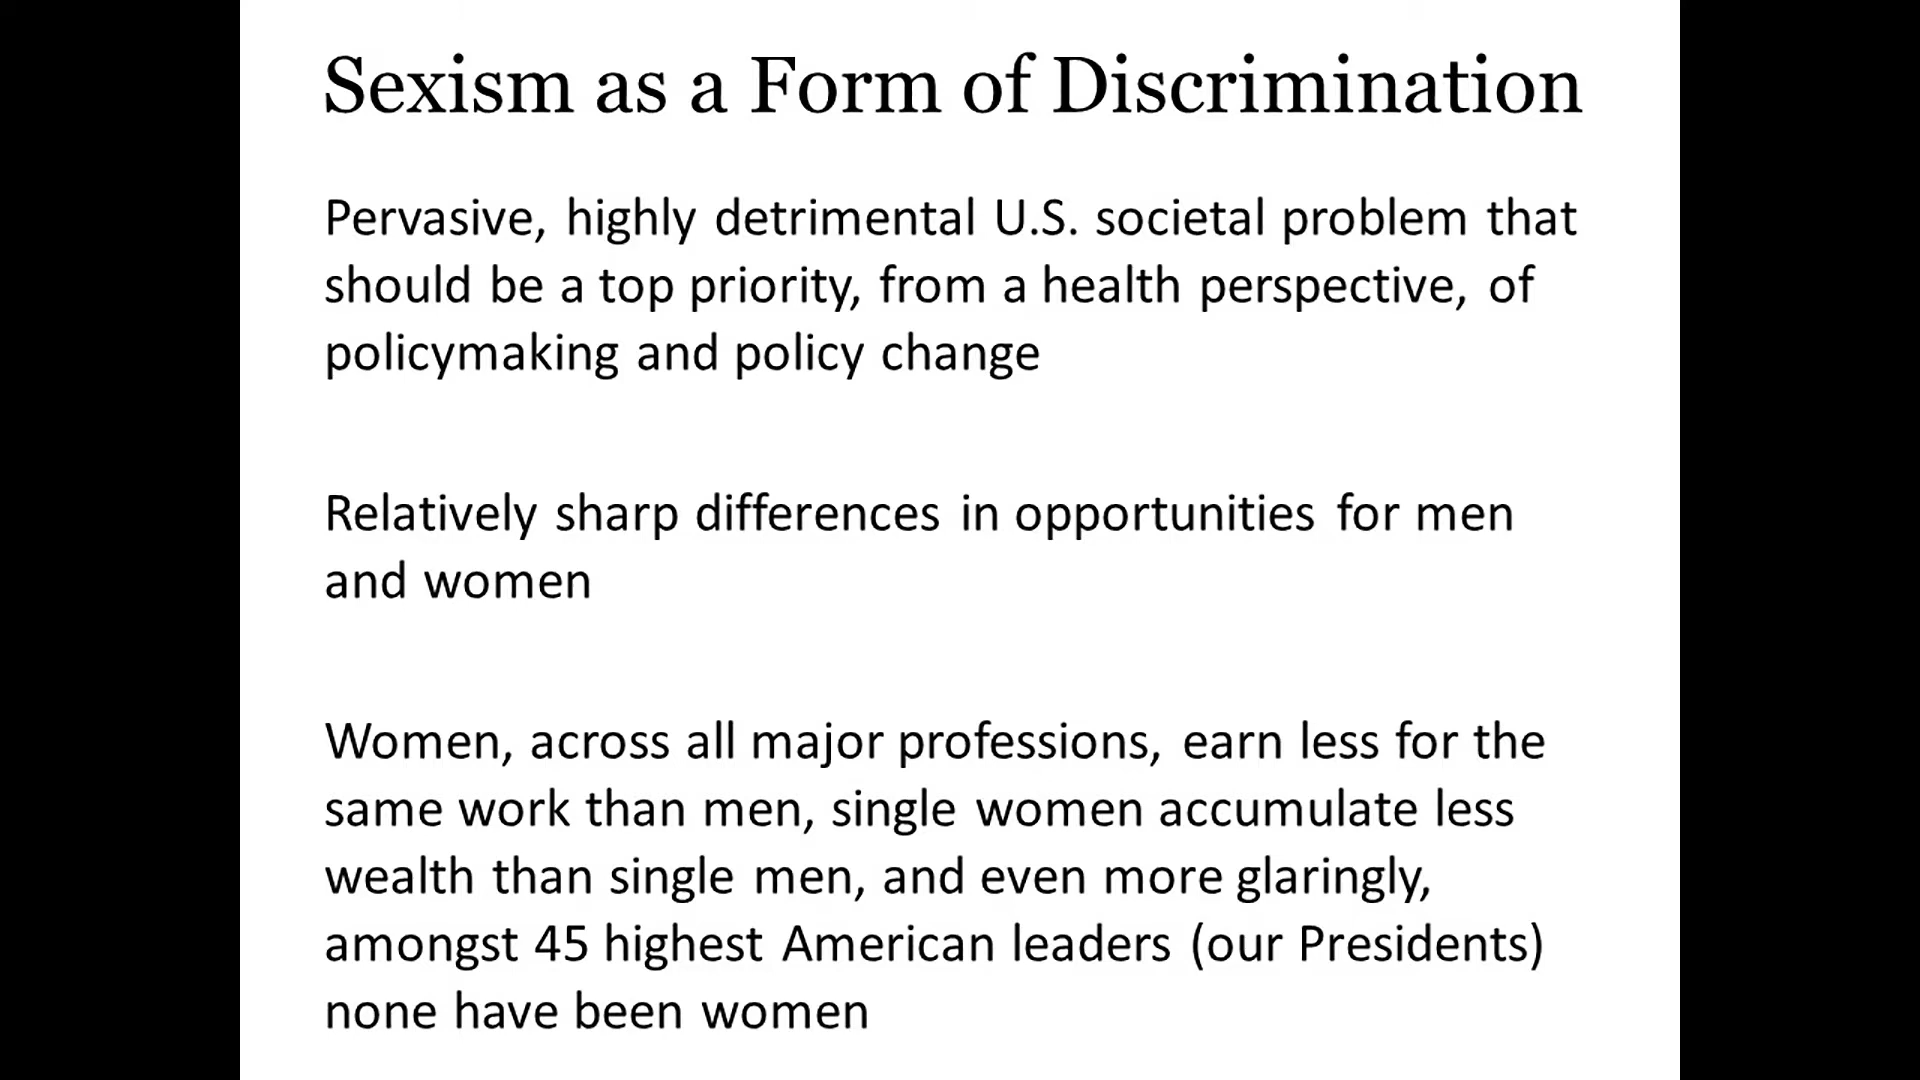 Sexism as a Form of Discrimination
Pervasive, highly detrimental U.S. societal problem that
should be a top priority, from a health perspective, of
policymaking and policy change
Relatively sharp differences in opportunities for men
and women
Women, across all major professions, earn less for the
same work than men, single women accumulate less
wealth than single men, and even more glaringly,
amongst 45 highest American leaders (our Presidents)
none have been women